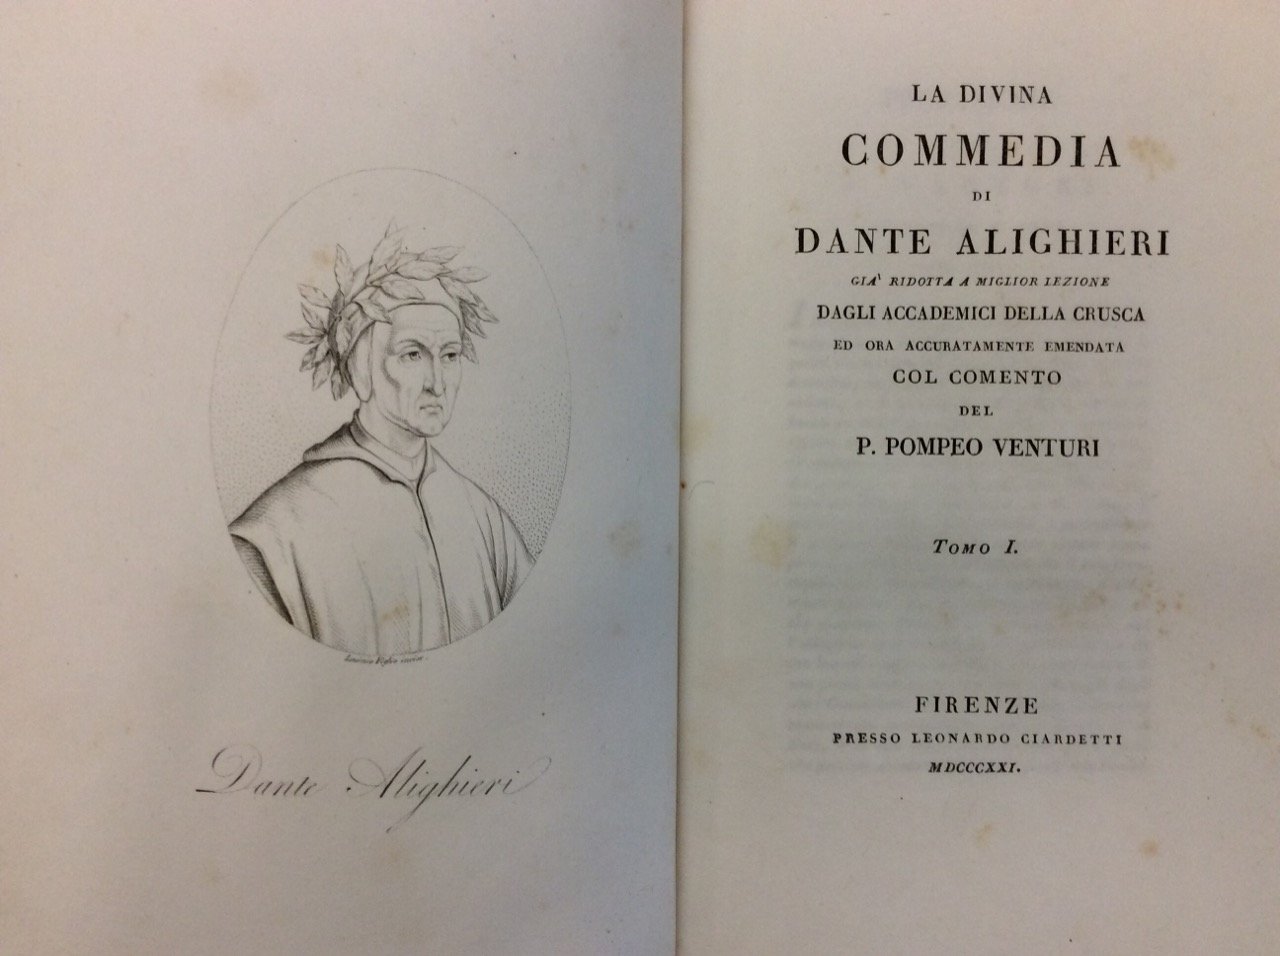 Dante Alighieri
LA DIVINA
COMMEDIA
DI
DANTE ALIGHIERI
GIA' RIDOTTA A MIGLIOR LEZIONE
DAGLI ACCADEMICI DELLA CRUSCA
ED ORA ACCURATAMENTE EMENDATA
COL COMENTO
DEL
P. POMPEO VENTURI
TOMO I.
FIRENZE
PRESSO LEONARDO CIARDETTI
MDCCCXXI.